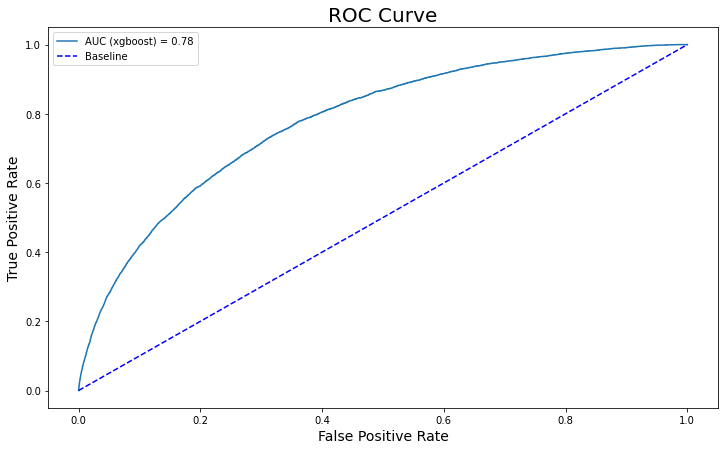 ROC Curve
AUC (xgboost) = 0.78
Baseline
True Positive Rate
1.0
0.8
0.6
0.4
0.2
0.0
0.0 0.2 0.4 0.6 0.8 1.0
False Positive Rate